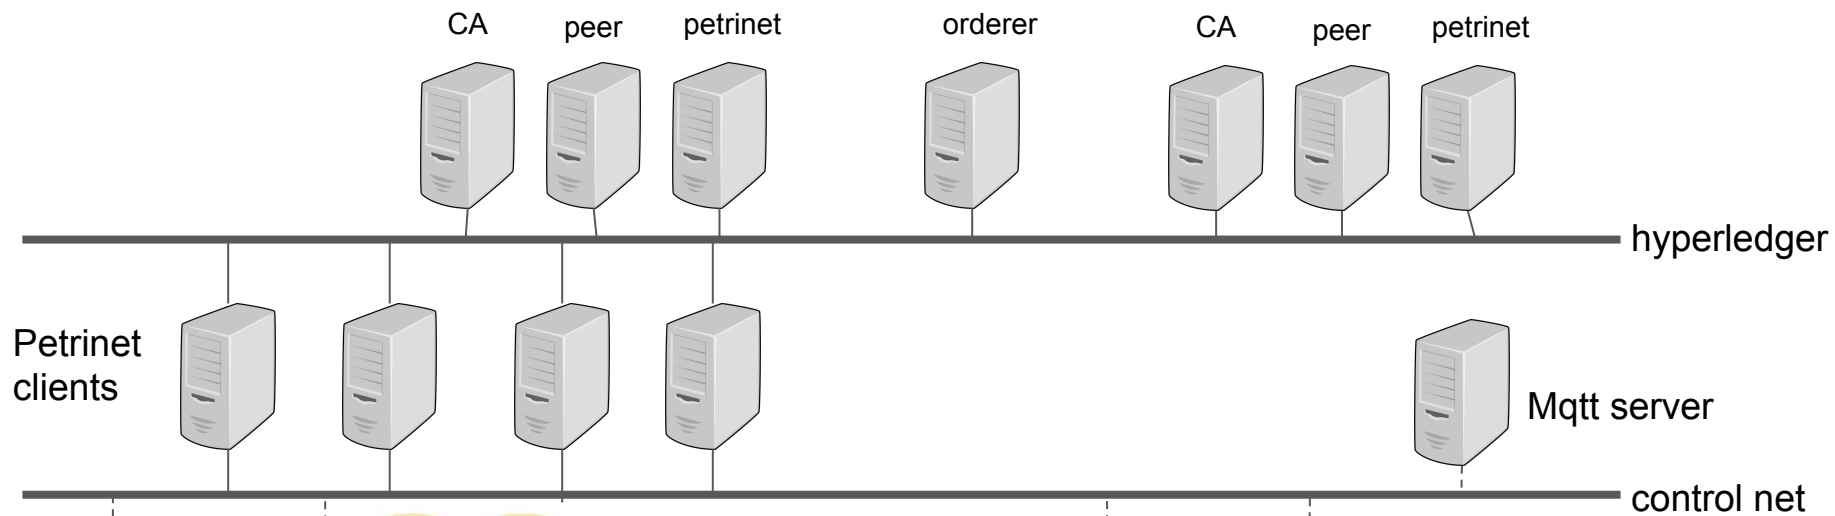 CA
peer
petrinet
orderer
CA
peer
petrinet
hyperledger
Petrinet
clients
Mqtt server
control net